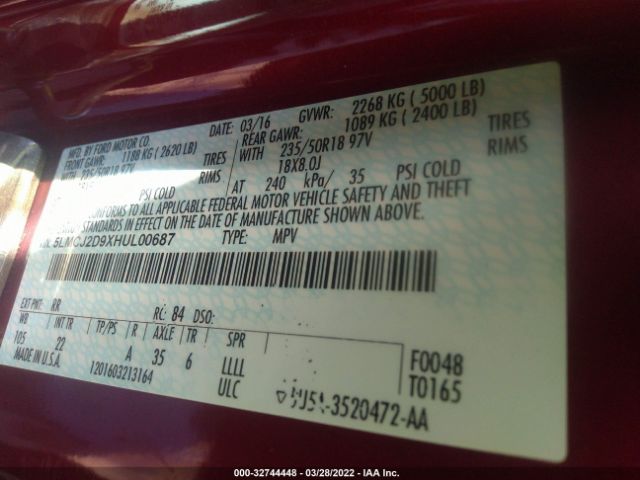 MFD. BY FORD MOTOR CO.
DATE: 03/16 GVWR: 2268 KG ( 5000 LB)
FRONT GAWR: 1188 KG ( 2620 LB)
REAR GAWR: 1089 KG ( 2400 LB)
WITH 235/50R18 97V TIRES
WITH 235/50R18 97V TIRES
RIMS
18X8.0J RIMS
PSI COLD
AT 240 kPa/ 35 PSI COLD
CONFORMS TO ALL APPLICABLE FEDERAL MOTOR VEHICLE SAFETY AND THEFT
STANDARDS IN EFFECT ON THE DATE OF MANUFACTURE SHOWN ABOVE.
5LMCJ2D9XHUL00687 TYPE: MPV
EXT PNT: RR RC: 84 DSO:
WB INT TR TP/PS R AXLE TR SPR
105 22 A 35 6 LLLL F0048
MADE IN U.S.A. 1201603213164 ULC T0165
3520472-AA
000-32744448 - 03/28/2022 - IAA Inc.